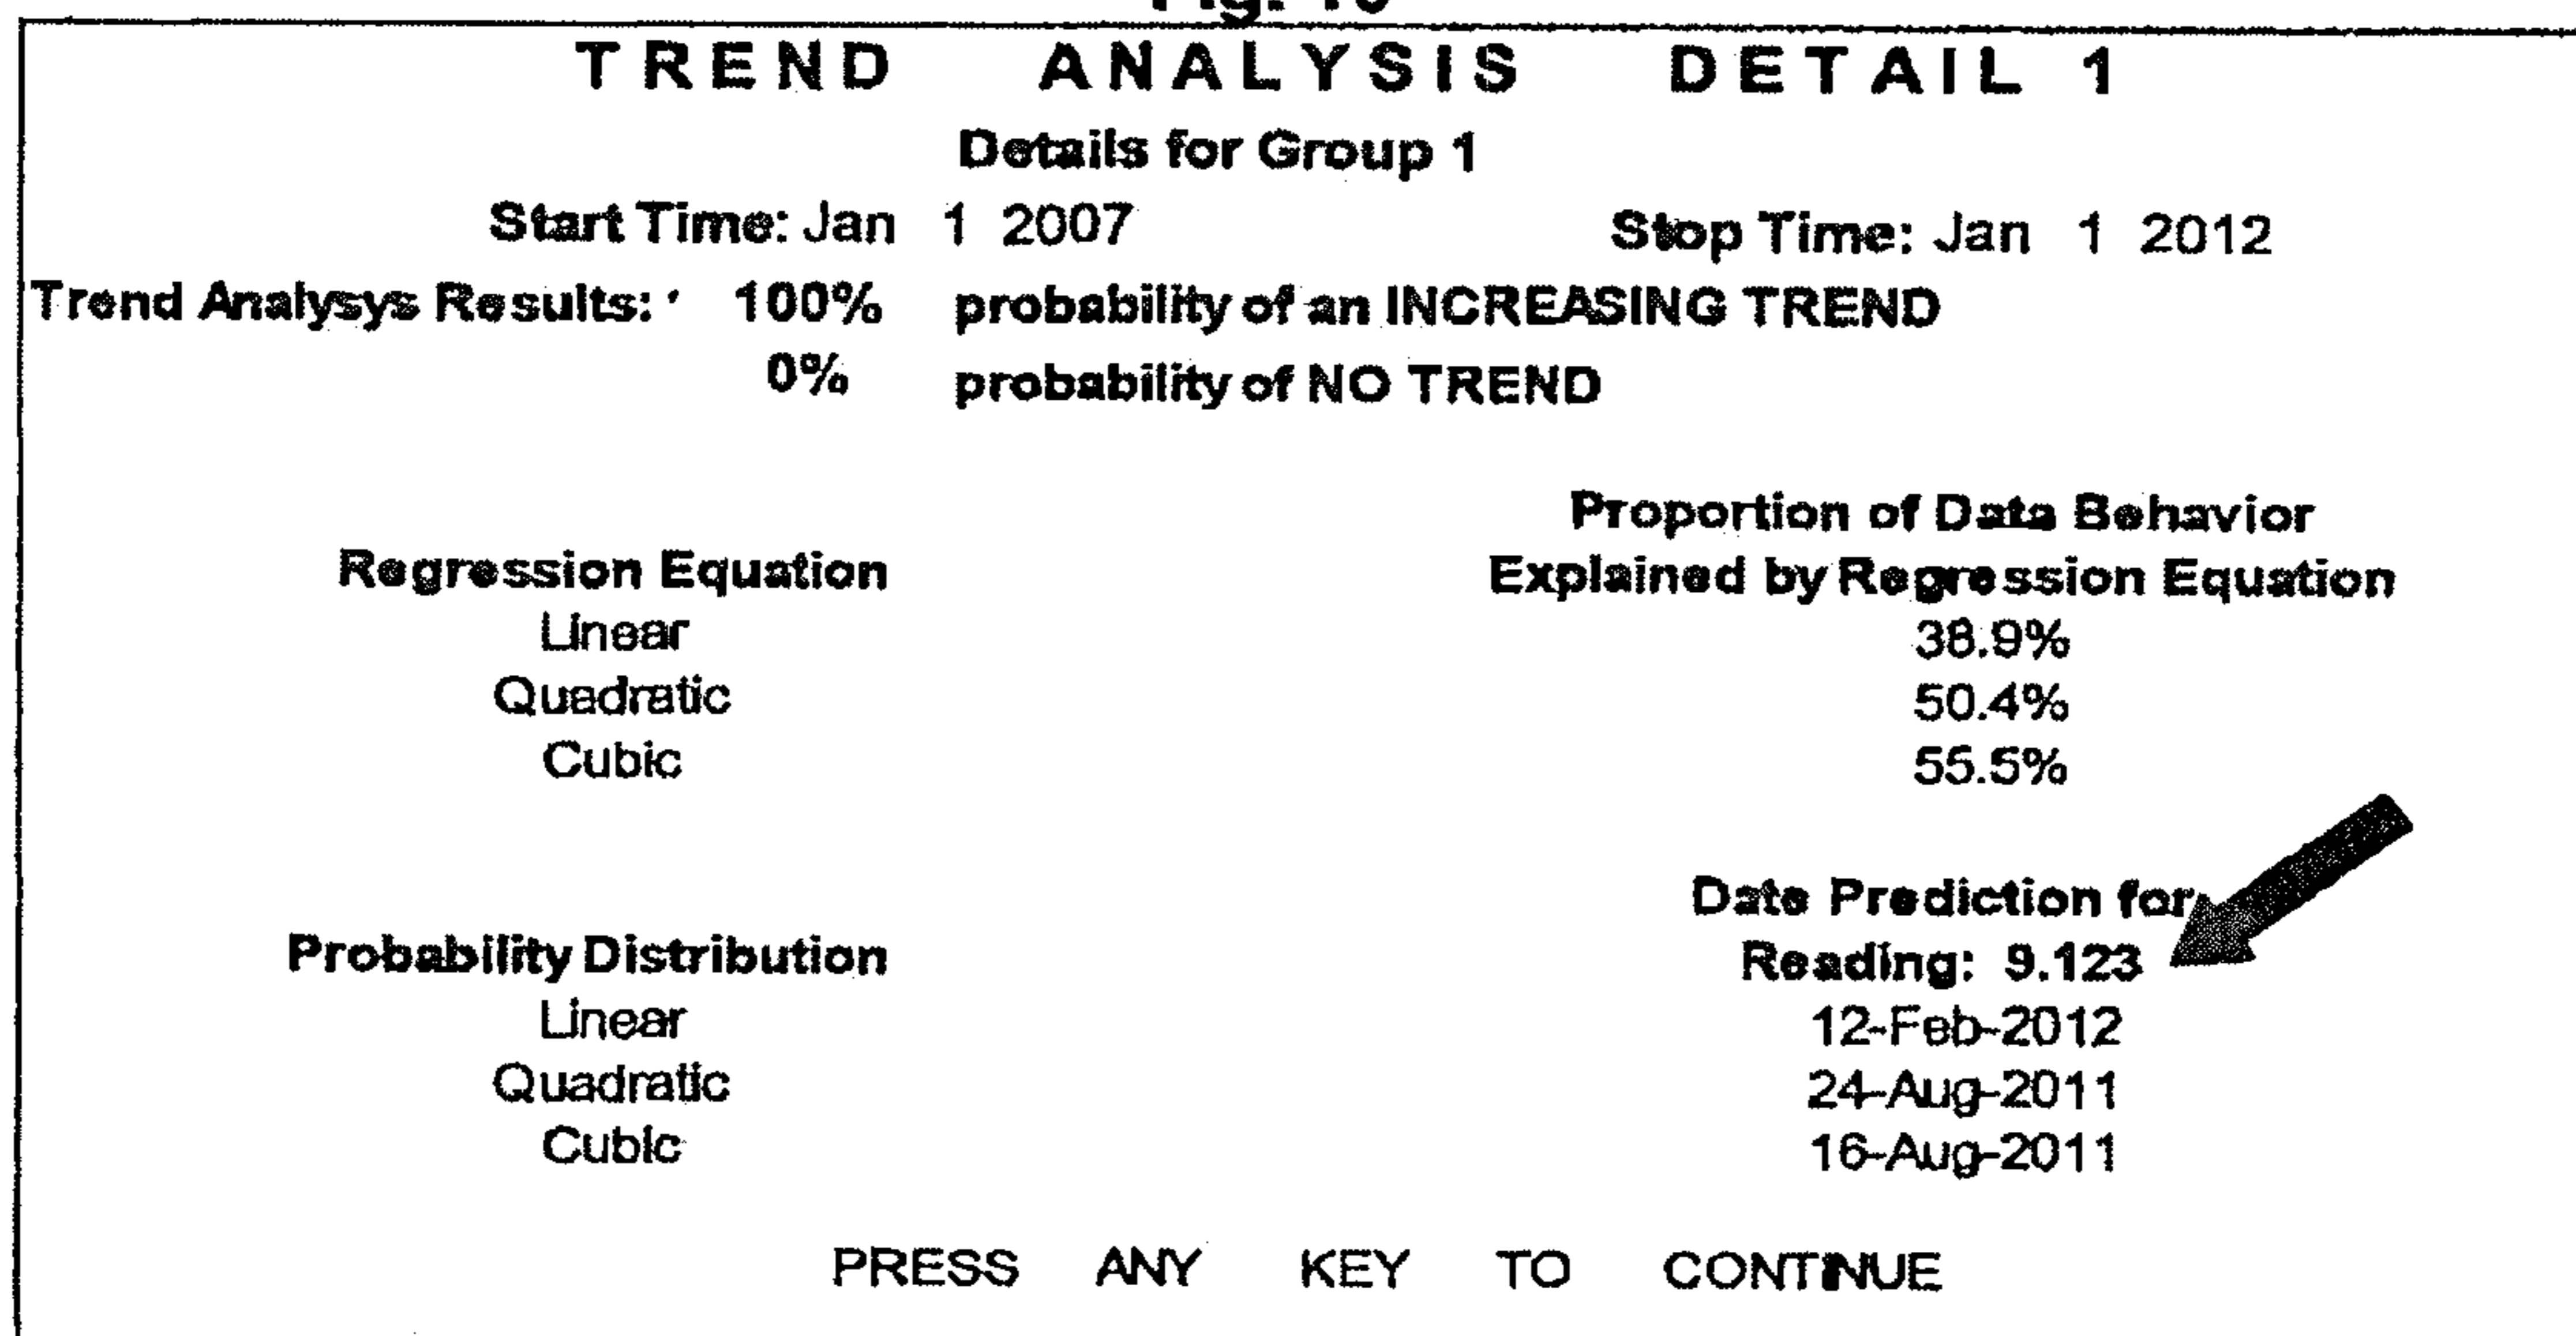 TREND ANALYSIS DETAIL 1
Details for Group 1
Start Time: Jan 1 2007 Stop Time: Jan 1 2012
Trend Analysys Results: 100% probability of an INCREASING TREND
0% probability of NO TREND
Proportion of Data Behavior
Regression Equation Explained by Regression Equation
Linear 38.9%
Quadratic 50.4%
Cubic 55.5%
Date Prediction for
Probability Distribution Reading: 9.123
Linear 12-Feb-2012
Quadratic 24-Aug-2011
Cubic 16-Aug-2011
PRESS ANY KEY TO CONTINUE